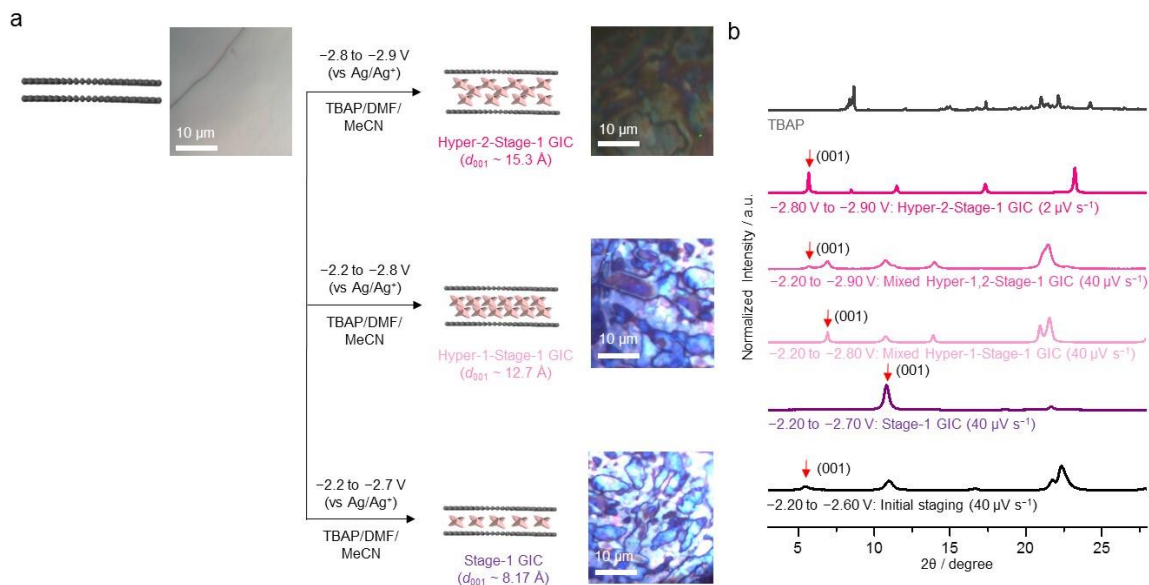 a
10 µm
−2.8 to −2.9 V
(vs Ag/Ag⁺)
TBAP/DMF/
MeCN
Hyper-2-Stage-1 GIC
(d₀₀₁ ~ 15.3 Å)
10 µm
−2.2 to −2.8 V
(vs Ag/Ag⁺)
TBAP/DMF/
MeCN
Hyper-1-Stage-1 GIC
(d₀₀₁ ~ 12.7 Å)
10 µm
−2.2 to −2.7 V
(vs Ag/Ag⁺)
TBAP/DMF/
MeCN
Stage-1 GIC
(d₀₀₁ ~ 8.17 Å)
10 µm
b
Normalized Intensity / a.u.
TBAP
(001)
−2.80 V to −2.90 V: Hyper-2-Stage-1 GIC (2 µV s⁻¹)
(001)
−2.20 to −2.90 V: Mixed Hyper-1,2-Stage-1 GIC (40 µV s⁻¹)
(001)
−2.20 to −2.80 V: Mixed Hyper-1-Stage-1 GIC (40 µV s⁻¹)
(001)
−2.20 to −2.70 V: Stage-1 GIC (40 µV s⁻¹)
(001)
−2.20 to −2.60 V: Initial staging (40 µV s⁻¹)
5 10 15 20 25
2θ / degree